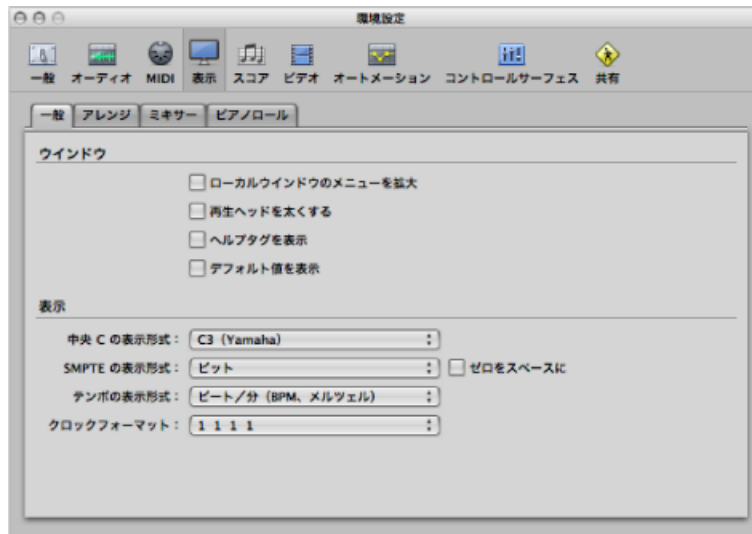 環境設定
一般 オーディオ MIDI 表示 スコア ビデオ オートメーション コントロールサーフェス 共有
一般 アレンジ ミキサー ピアノロール
ウインドウ
ローカルウインドウのメニューを拡大
再生ヘッドを太くする
ヘルプタグを表示
デフォルト値を表示
表示
中央 C の表示形式： C3（Yamaha）
SMPTE の表示形式： ビット ゼロをスペースに
テンポの表示形式： ビート／分（BPM、メルツェル）
クロックフォーマット： 1 1 1 1